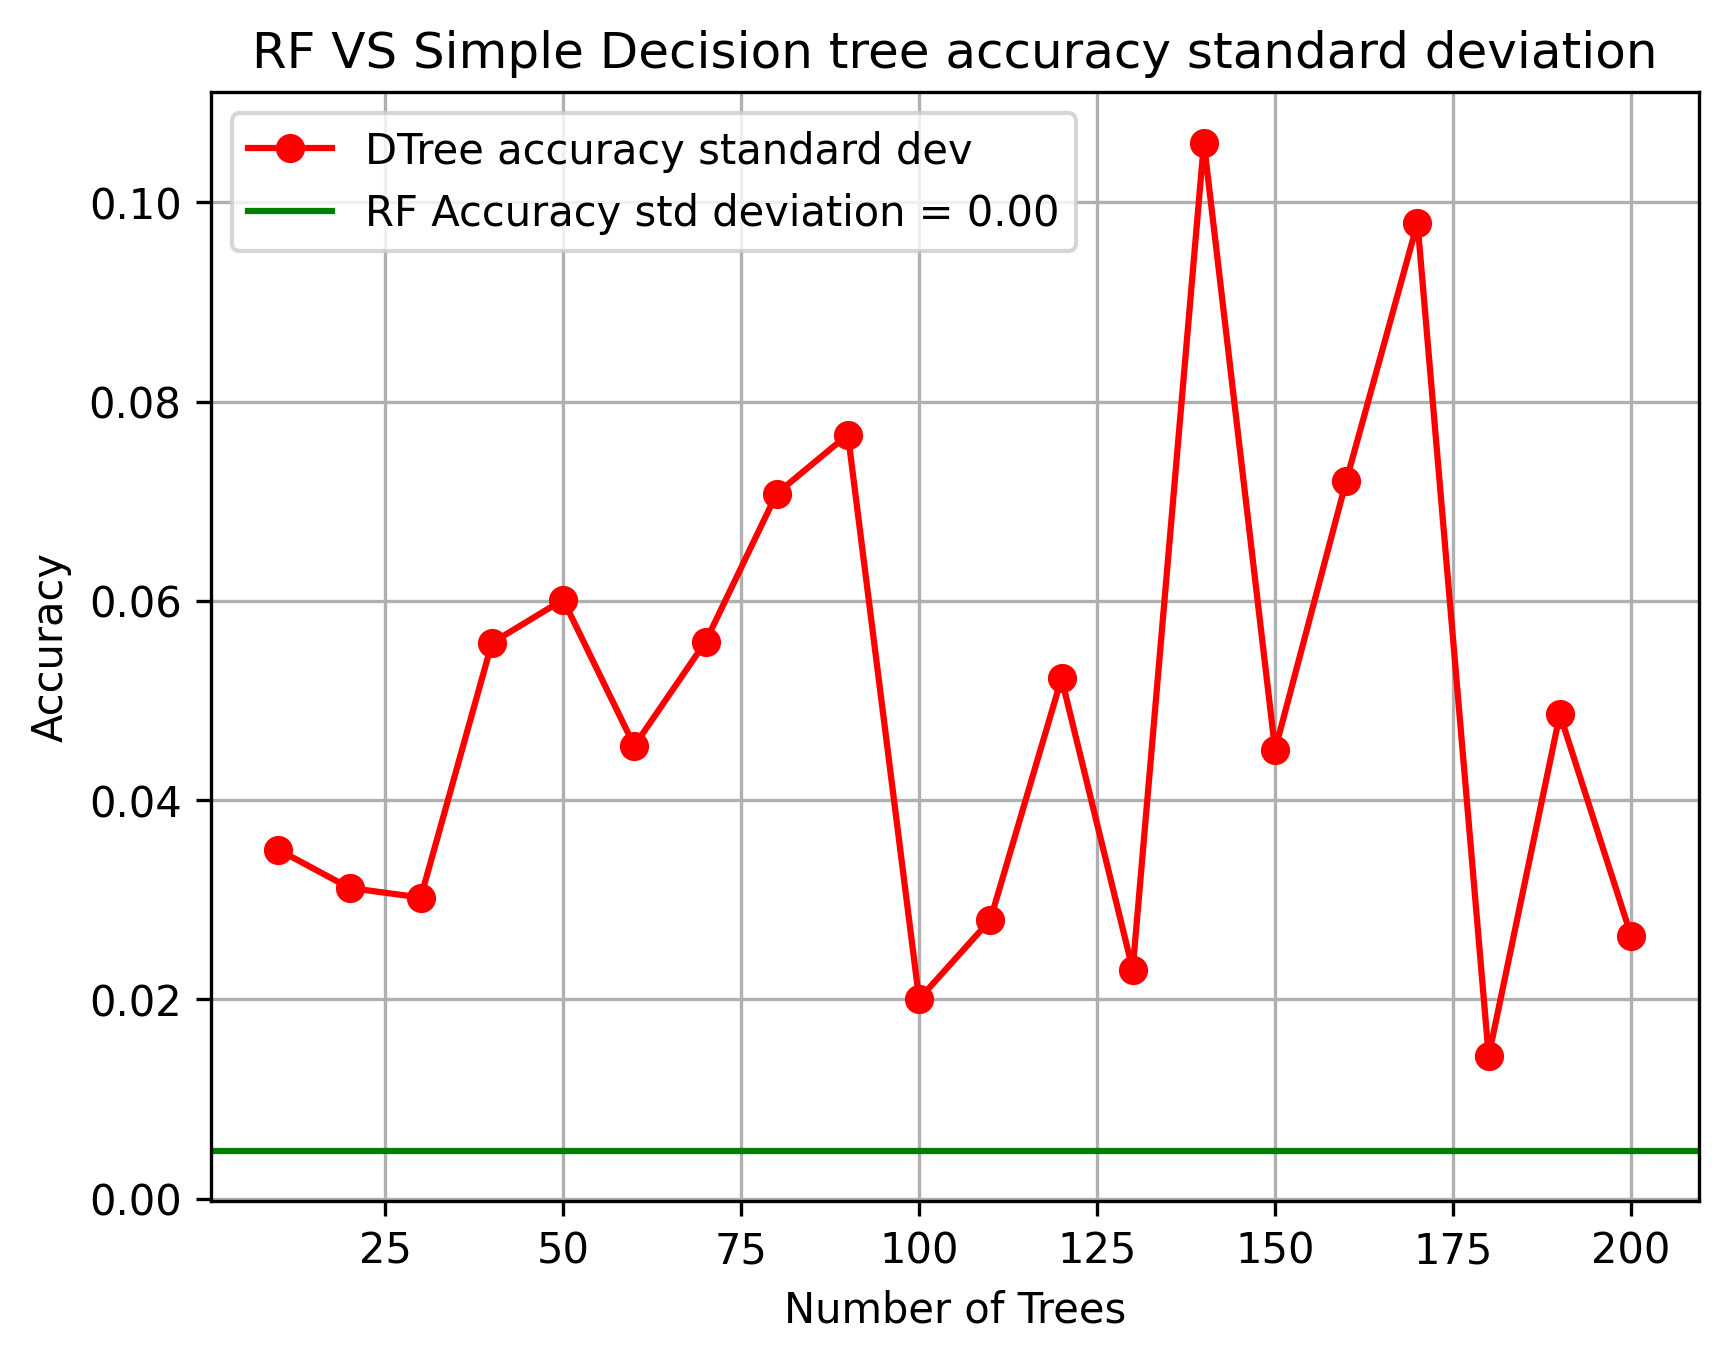 RF VS Simple Decision tree accuracy standard deviation
DTree accuracy standard dev
RF Accuracy std deviation = 0.00
0.10
0.08
0.06
0.04
0.02
0.00
Accuracy
25 50 75 100 125 150 175 200
Number of Trees